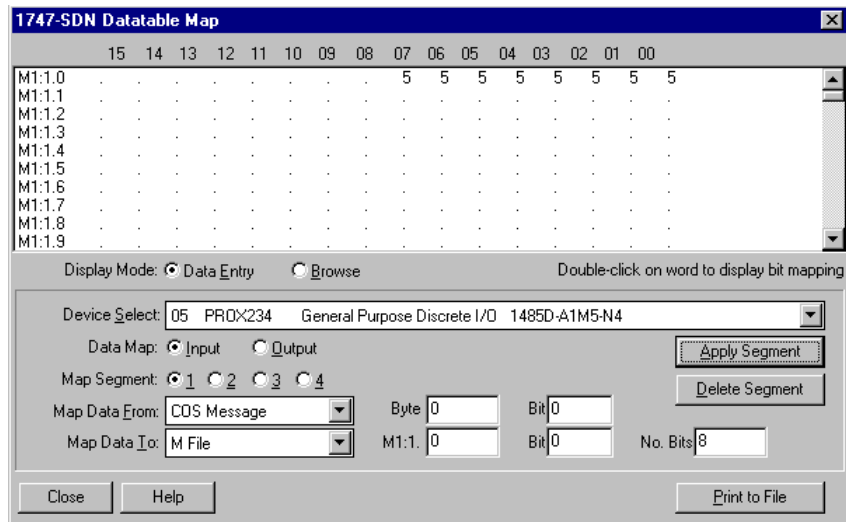 1747-SDN Datatable Map
15 14 13 12 11 10 09 08 07 06 05 04 03 02 01 00
M1:1.0 . . . . . . . . 5 5 5 5 5 5 5 5
M1:1.1 . . . . . . . . . . . . . . . .
M1:1.2 . . . . . . . . . . . . . . . .
M1:1.3 . . . . . . . . . . . . . . . .
M1:1.4 . . . . . . . . . . . . . . . .
M1:1.5 . . . . . . . . . . . . . . . .
M1:1.6 . . . . . . . . . . . . . . . .
M1:1.7 . . . . . . . . . . . . . . . .
M1:1.8 . . . . . . . . . . . . . . . .
M1:1.9 . . . . . . . . . . . . . . . .
Display Mode: Data Entry Browse Double-click on word to display bit mapping
Device Select: 05 PROX234 General Purpose Discrete I/O 1485D-A1M5-N4
Data Map: Input Output Apply Segment
Map Segment: 1 2 3 4 Delete Segment
Map Data From: COS Message Byte 0 Bit 0
Map Data To: M File M1:1. 0 Bit 0 No. Bits 8
Close Help Print to File